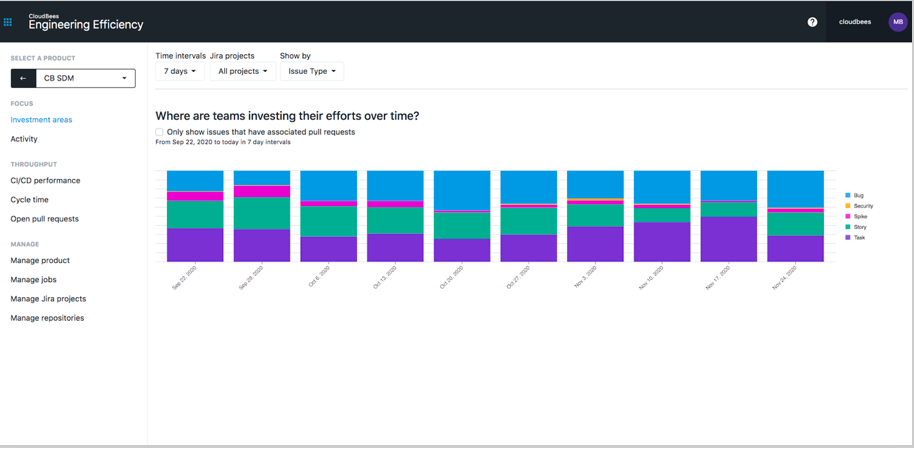 CloudBees
Engineering Efficiency
?
cloudbees
MB
SELECT A PRODUCT
CB SDM
FOCUS
Investment areas
Activity
THROUGHPUT
CI/CD performance
Cycle time
Open pull requests
MANAGE
Manage product
Manage jobs
Manage Jira projects
Manage repositories
Time intervals Jira projects Show by
7 days All projects Issue Type
Where are teams investing their efforts over time?
Only show issues that have associated pull requests
From Sep 22, 2020 to today in 7 day intervals
Bug
Security
Spike
Story
Task
Sep 22, 2020
Sep 29, 2020
Oct 6, 2020
Oct 13, 2020
Oct 20, 2020
Oct 27, 2020
Nov 3, 2020
Nov 10, 2020
Nov 17, 2020
Nov 24, 2020